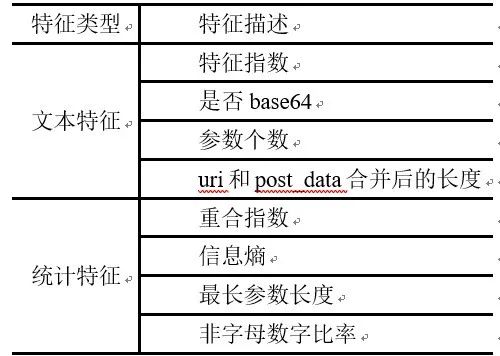 特征类型 特征描述
文本特征 特征指数
是否 base64
参数个数
uri 和 post_data 合并后的长度
统计特征 重合指数
信息熵
最长参数长度
非字母数字比率